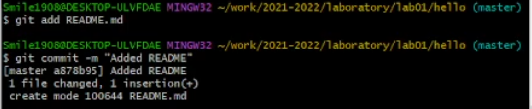 Smile1908@DESKTOP-ULVFDAE MINGW32 ~/work/2021-2022/laboratory/lab01/hello (master)
$ git add README.md
Smile1908@DESKTOP-ULVFDAE MINGW32 ~/work/2021-2022/laboratory/lab01/hello (master)
$ git commit -m "Added README"
[master a878b95] Added README
1 file changed, 1 insertion(+)
create mode 100644 README.md